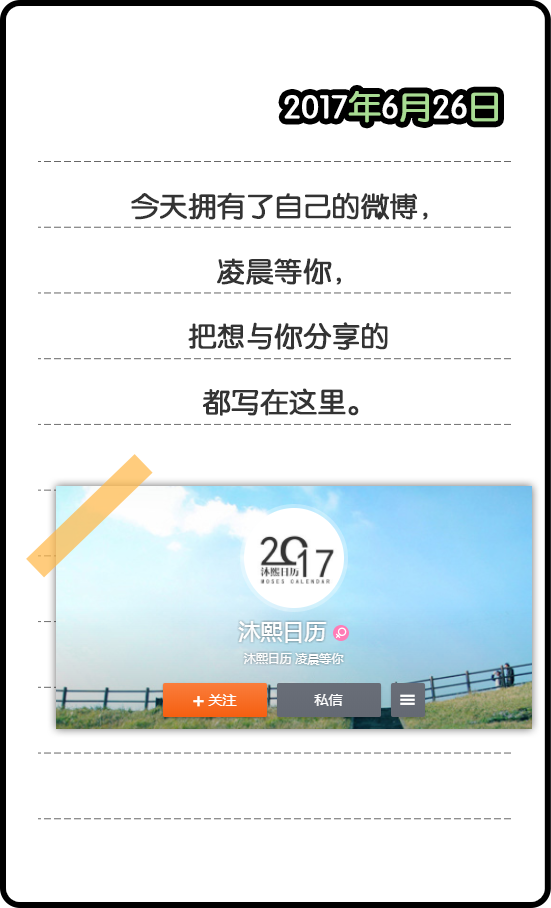 2017年6月26日
今天拥有了自己的微博，
凌晨等你，
把想与你分享的
都写在这里。
2017
沐熙日历
MOSES CALENDAR
沐熙日历
沐熙日历 凌晨等你
+ 关注
私信